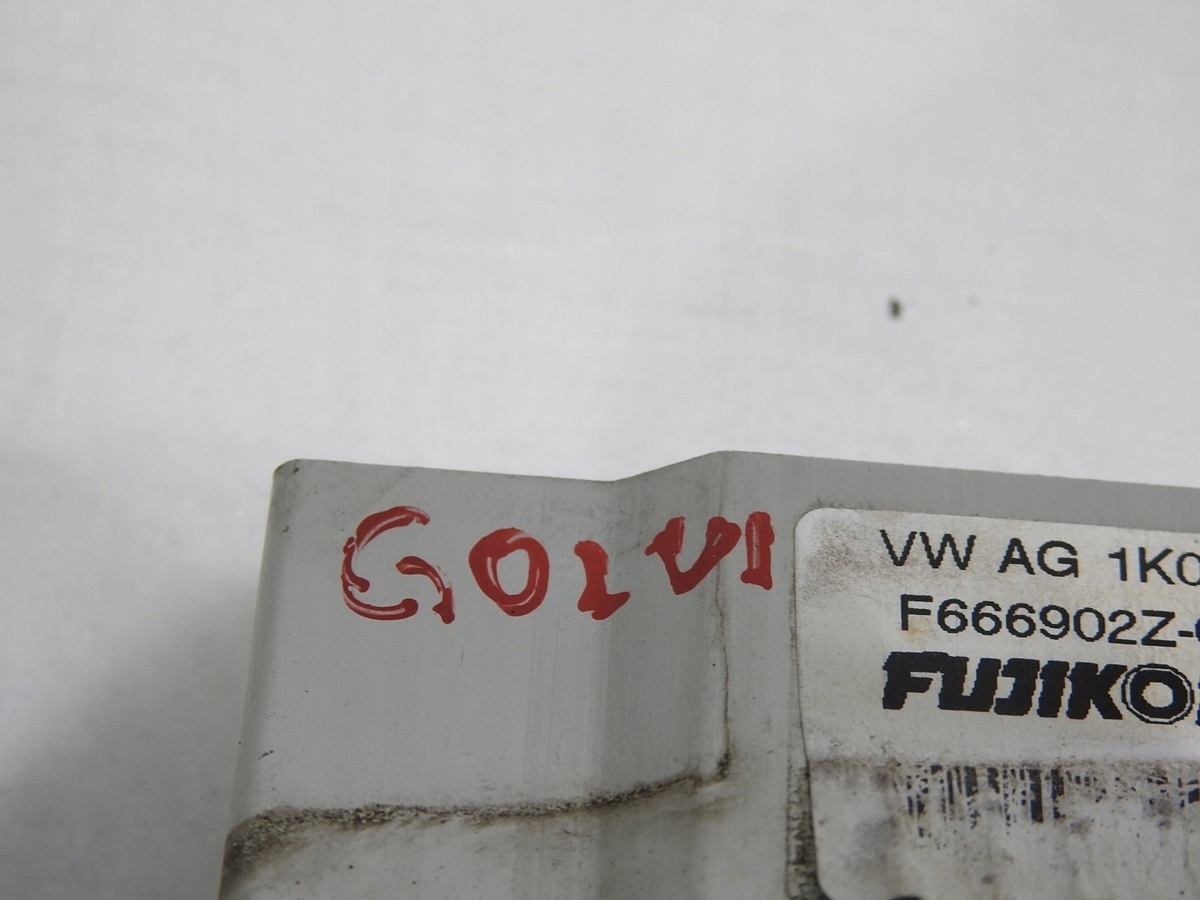 GOLVI
VW AG 1K0
F666902Z-
FUJIKO